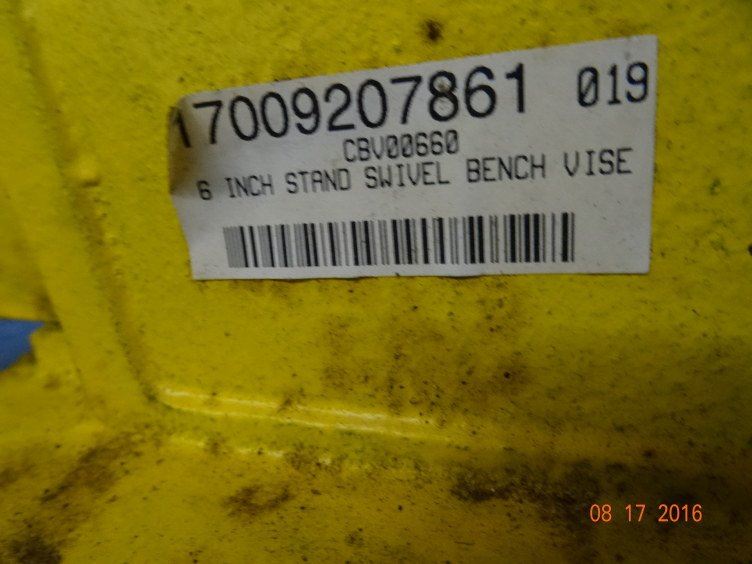 17009207861 019
CBV00660
6 INCH STAND SWIVEL BENCH VISE
08 17 2016